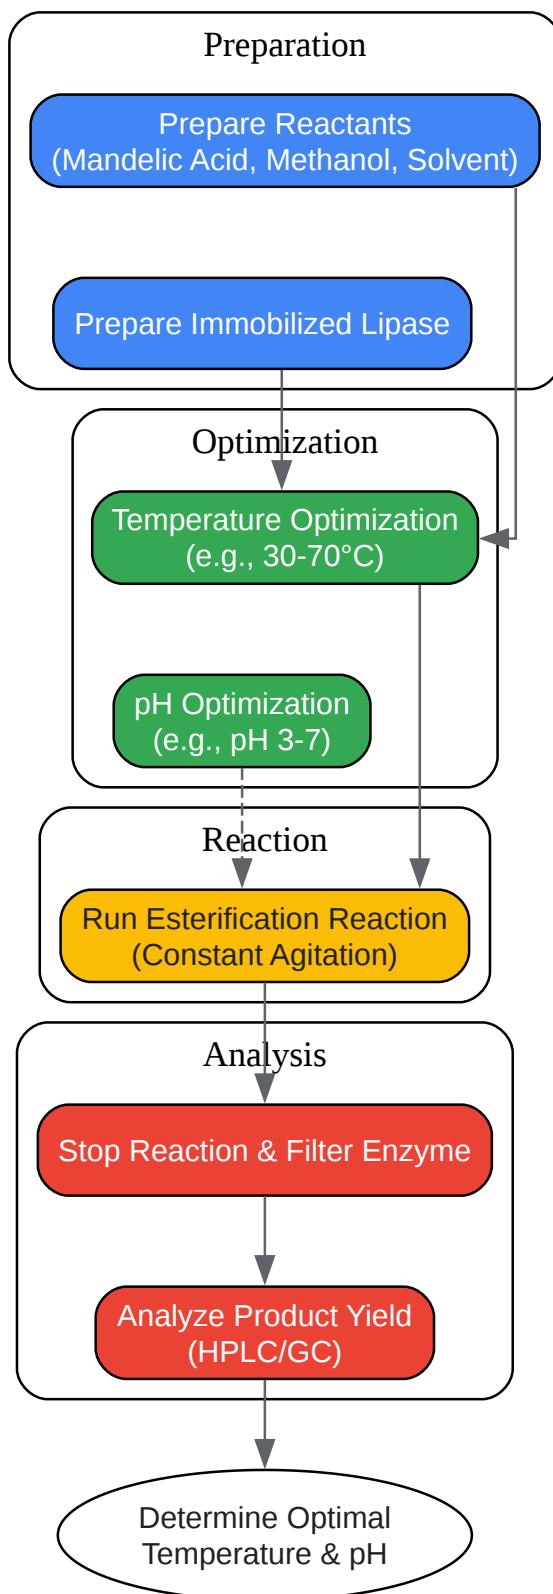 Preparation
Prepare Reactants
(Mandelic Acid, Methanol, Solvent)
Prepare Immobilized Lipase
Optimization
Temperature Optimization
(e.g., 30-70°C)
pH Optimization
(e.g., pH 3-7)
Reaction
Run Esterification Reaction
(Constant Agitation)
Analysis
Stop Reaction & Filter Enzyme
Analyze Product Yield
(HPLC/GC)
Determine Optimal
Temperature & pH